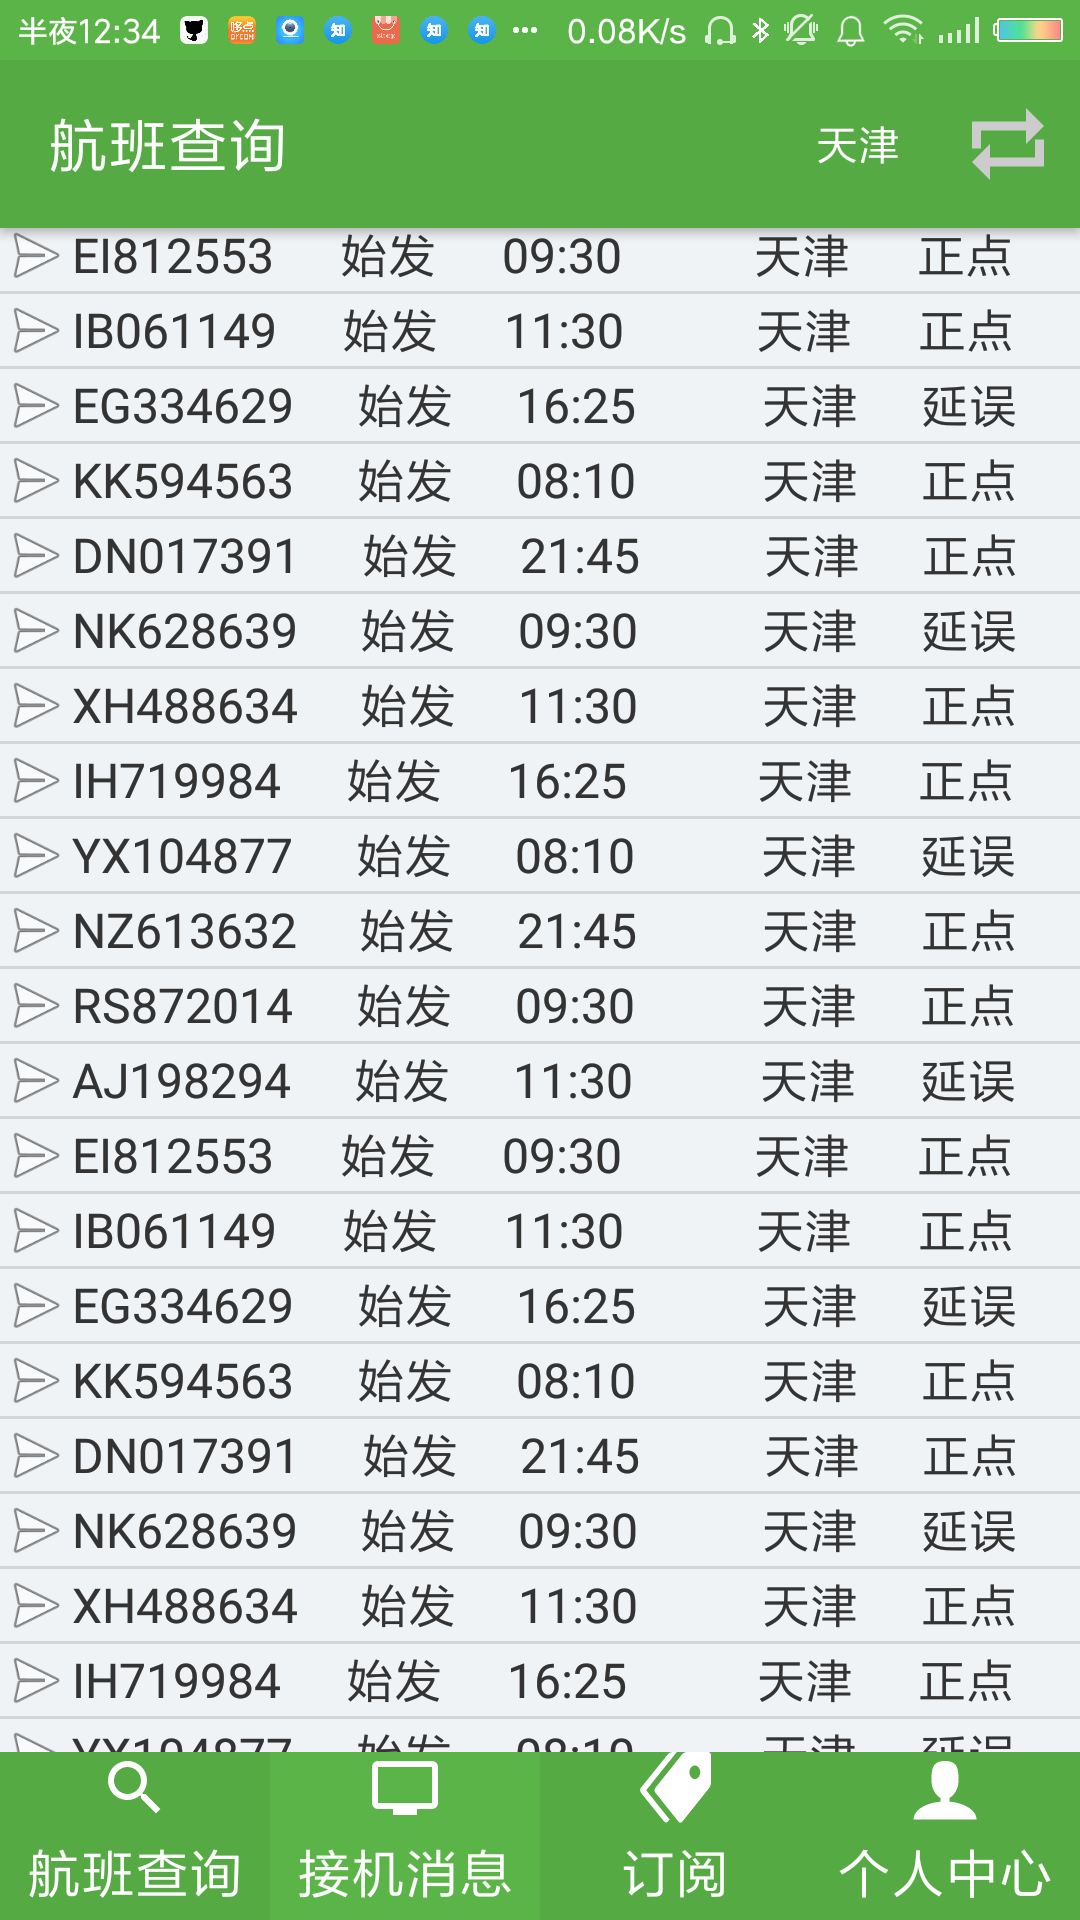 半夜12:34 0.08K/s
航班查询 天津
EI812553 始发 09:30 天津 正点
IB061149 始发 11:30 天津 正点
EG334629 始发 16:25 天津 延误
KK594563 始发 08:10 天津 正点
DN017391 始发 21:45 天津 正点
NK628639 始发 09:30 天津 延误
XH488634 始发 11:30 天津 正点
IH719984 始发 16:25 天津 正点
YX104877 始发 08:10 天津 延误
NZ613632 始发 21:45 天津 正点
RS872014 始发 09:30 天津 正点
AJ198294 始发 11:30 天津 延误
EI812553 始发 09:30 天津 正点
IB061149 始发 11:30 天津 正点
EG334629 始发 16:25 天津 延误
KK594563 始发 08:10 天津 正点
DN017391 始发 21:45 天津 正点
NK628639 始发 09:30 天津 延误
XH488634 始发 11:30 天津 正点
IH719984 始发 16:25 天津 正点
YX104877 始发 08:10 天津 延误
航班查询 接机消息 订阅 个人中心